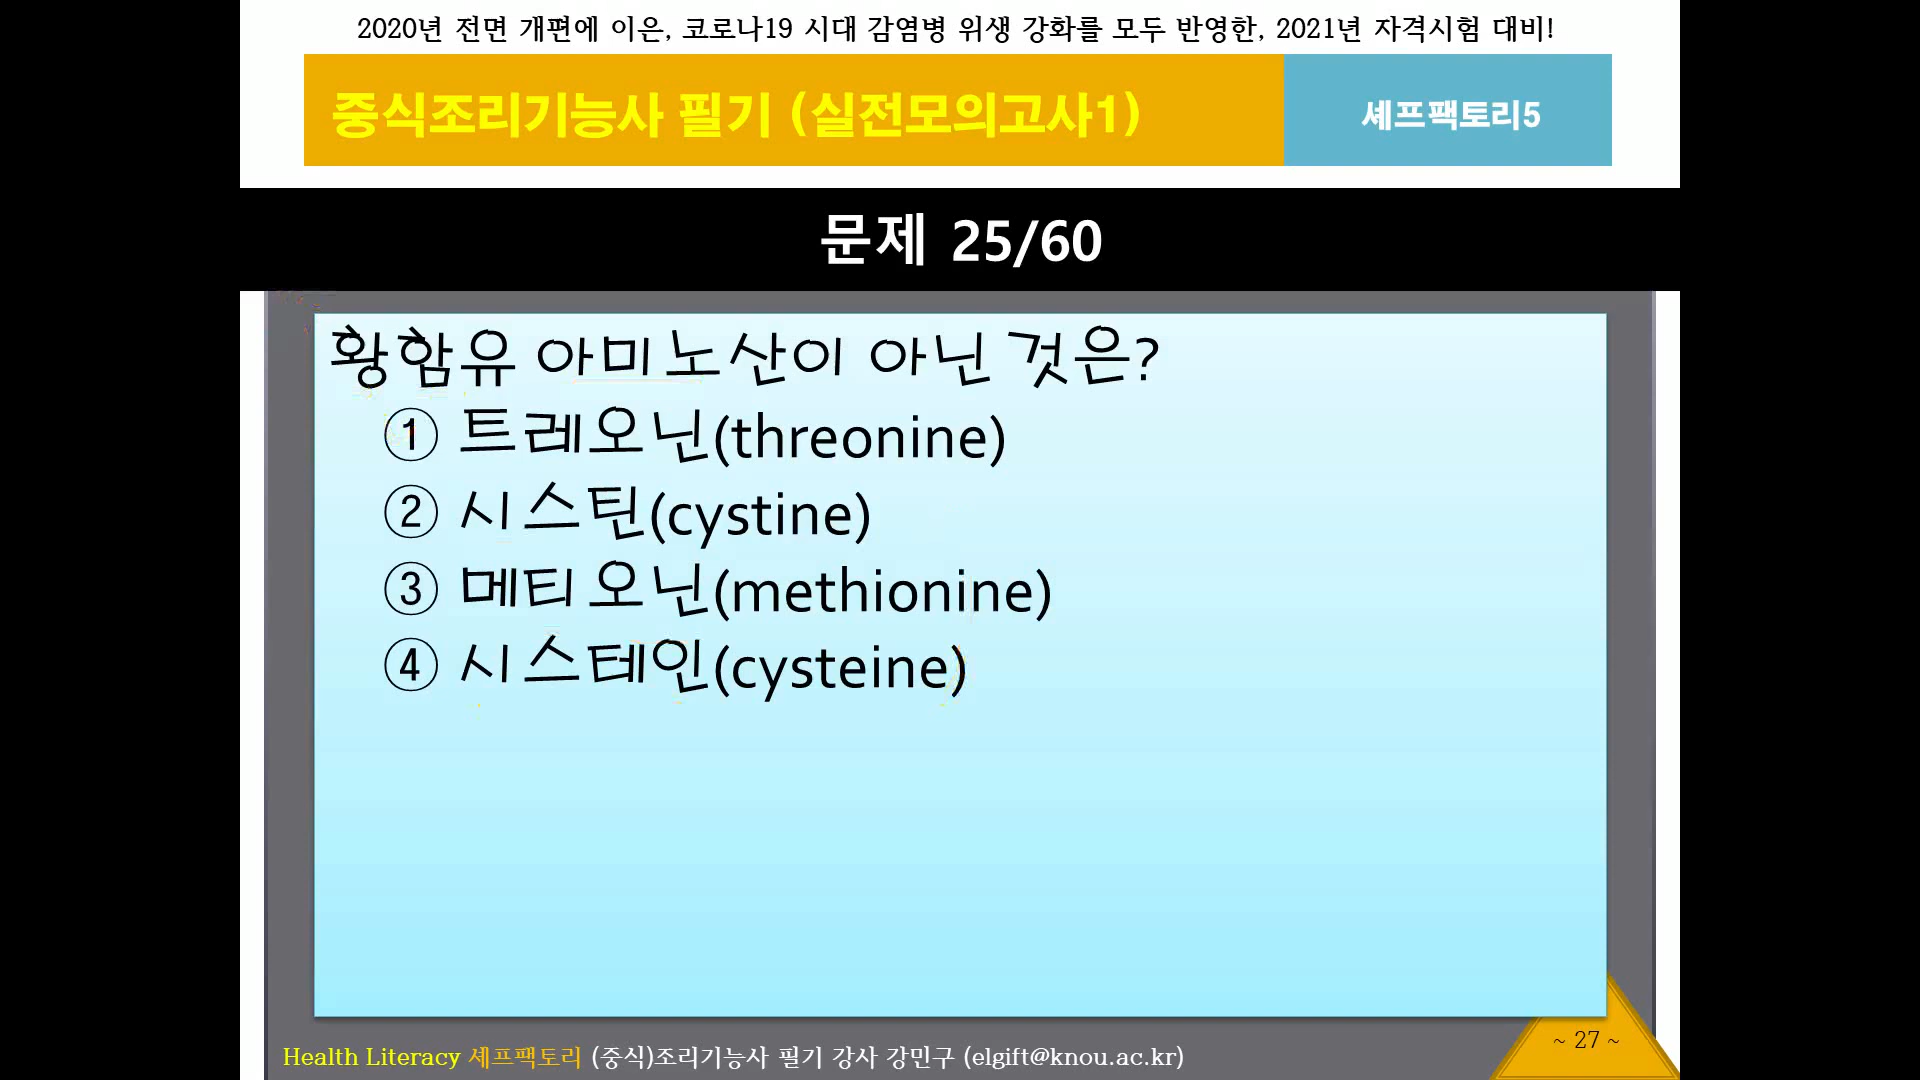 2020년 전면 개편에 이은, 코로나19 시대 감염병 위생 강화를 모두 반영한, 2021년 자격시험 대비!
중식조리기능사 필기 (실전모의고사1)
셰프팩토리5
문제 25/60
황함유 아미노산이 아닌 것은?
① 트레오닌(threonine)
② 시스틴(cystine)
③ 메티오닌(methionine)
④ 시스테인(cysteine)
Health Literacy 셰프팩토리 (중식)조리기능사 필기 강사 강민구 (elgift@knou.ac.kr)
~ 27 ~